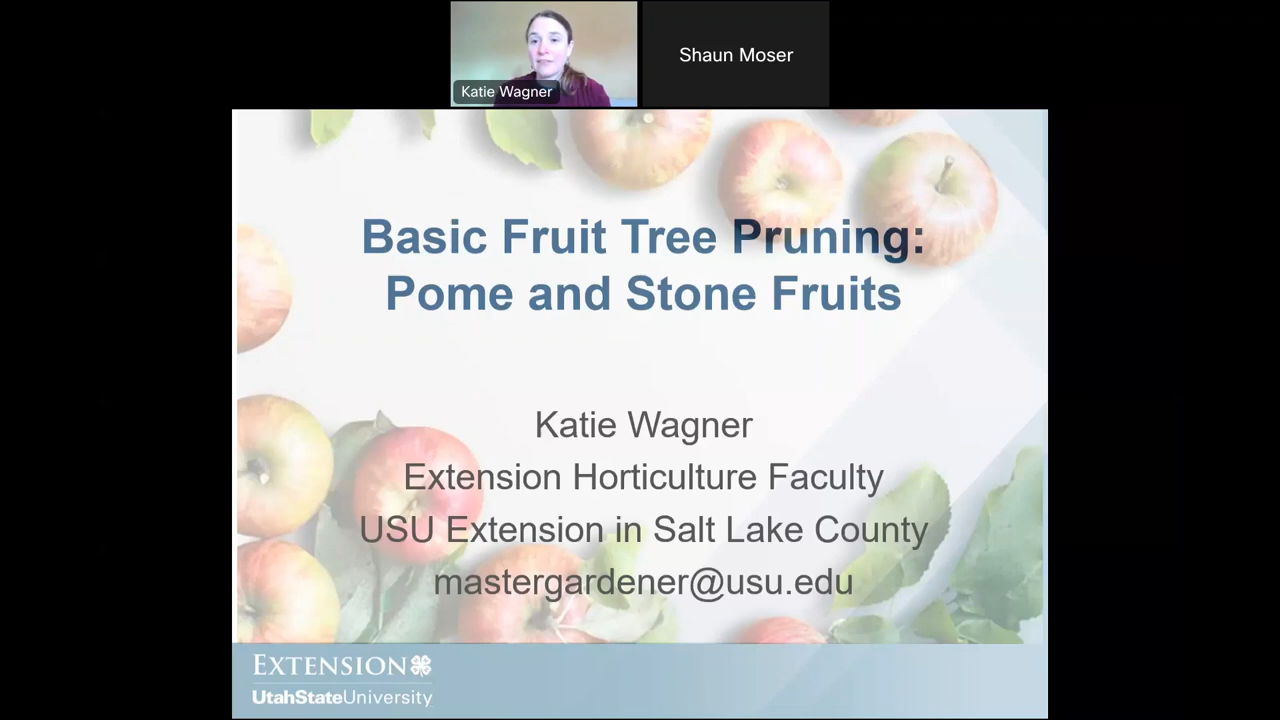 Katie Wagner
Shaun Moser
Basic Fruit Tree Pruning:
Pome and Stone Fruits
Katie Wagner
Extension Horticulture Faculty
USU Extension in Salt Lake County
mastergardener@usu.edu
EXTENSION
UtahStateUniversity